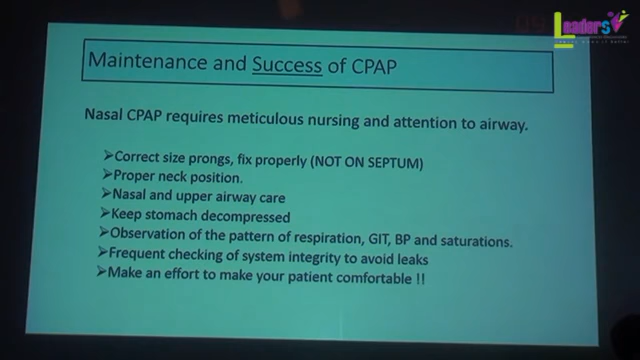 Leaders
Maintenance and Success of CPAP
Nasal CPAP requires meticulous nursing and attention to airway.
➢Correct size prongs, fix properly (NOT ON SEPTUM)
➢Proper neck position.
➢Nasal and upper airway care
➢Keep stomach decompressed
➢Observation of the pattern of respiration, GIT, BP and saturations.
➢Frequent checking of system integrity to avoid leaks
➢Make an effort to make your patient comfortable !!